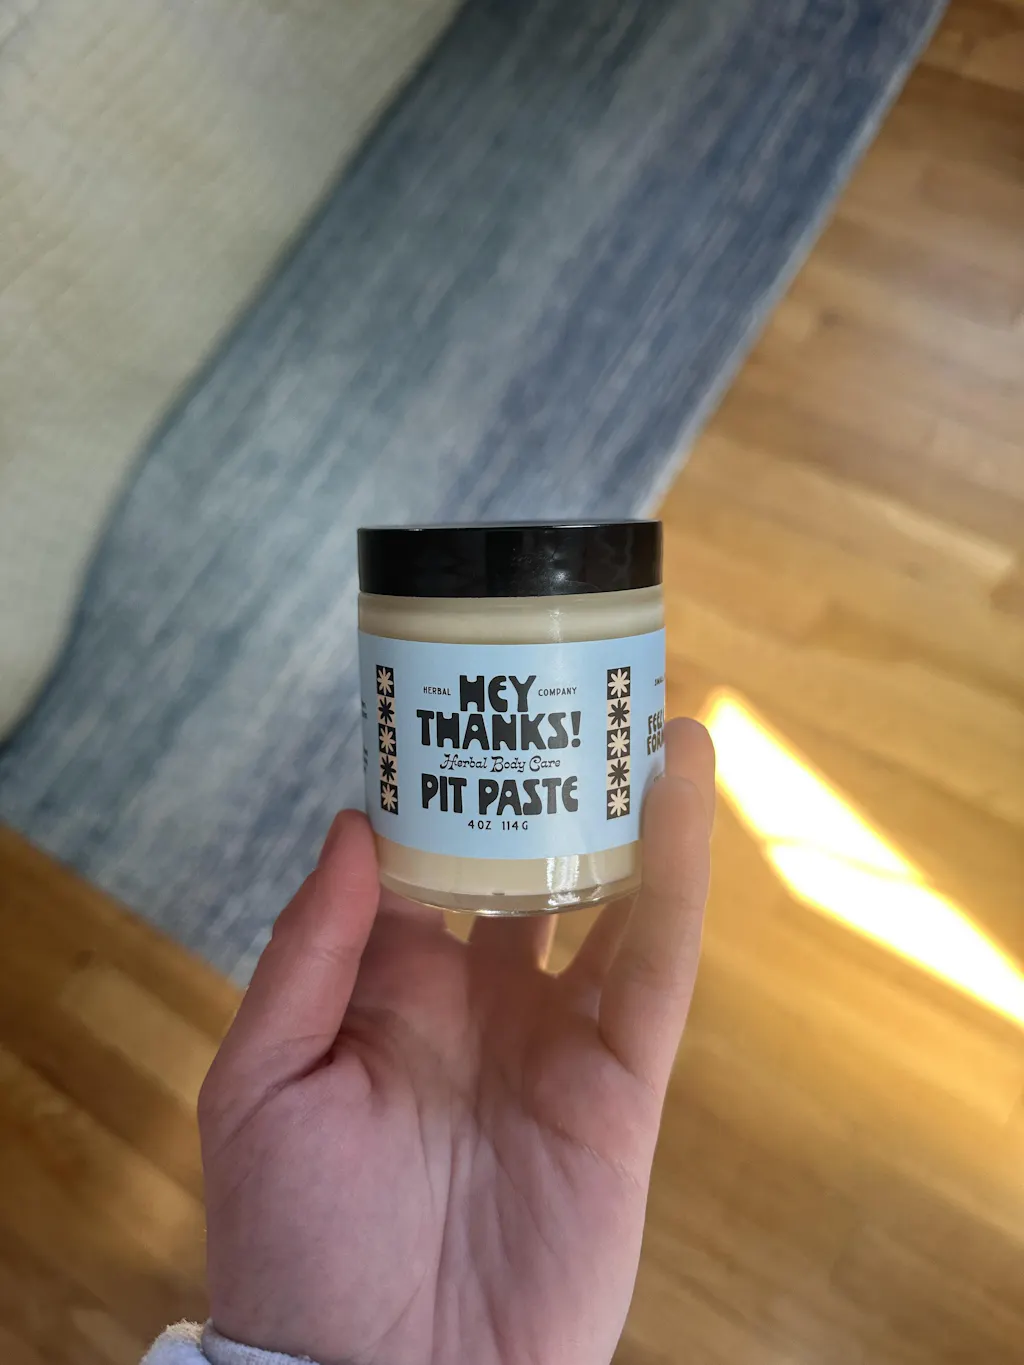 HERBAL HEY COMPANY
THANKS!
Herbal Body Care
PIT PASTE
4 OZ 114 G